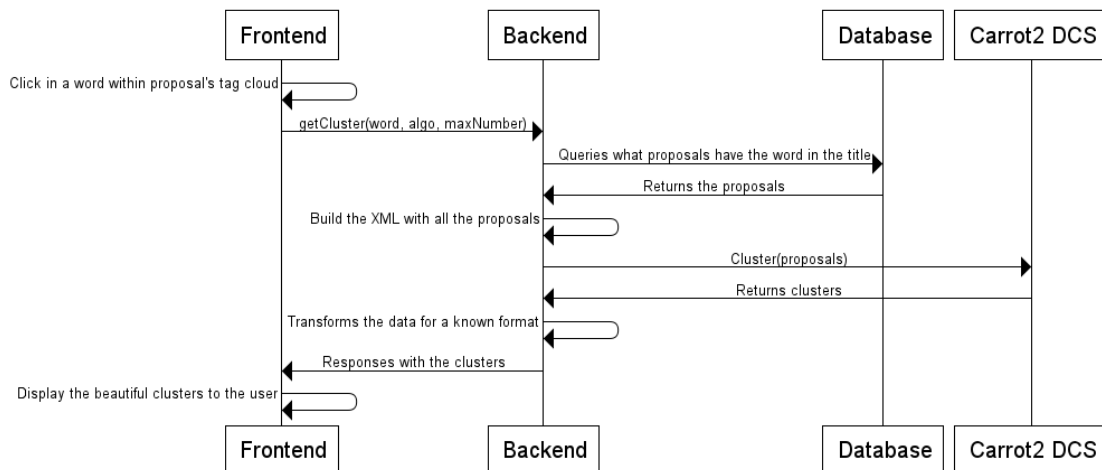 Frontend
Backend
Database
Carrot2 DCS
Click in a word within proposal's tag cloud
getCluster(word, algo, maxNumber)
Queries what proposals have the word in the title
Returns the proposals
Build the XML with all the proposals
Cluster(proposals)
Returns clusters
Transforms the data for a known format
Responses with the clusters
Display the beautiful clusters to the user
Frontend
Backend
Database
Carrot2 DCS